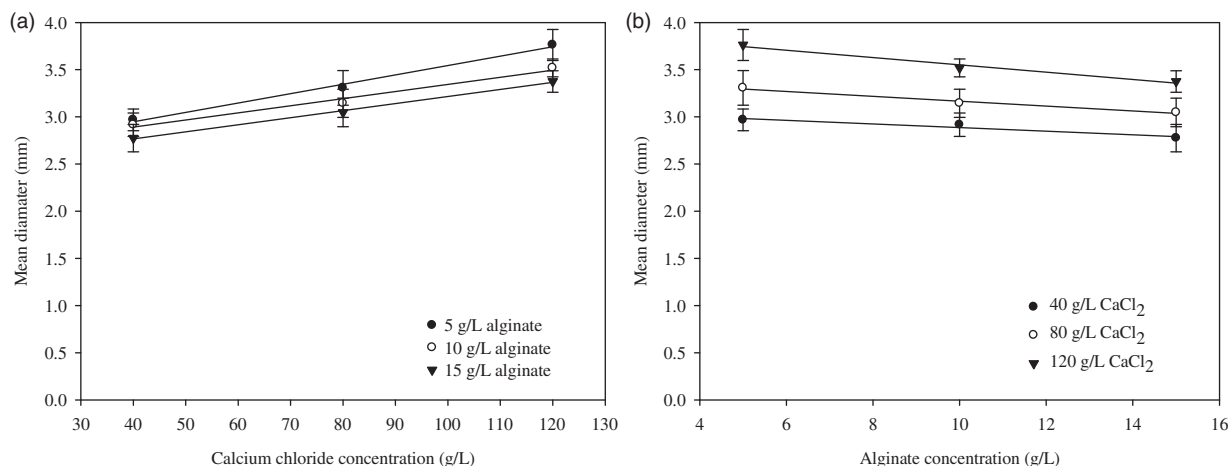 (a)
4.0
3.5
3.0
2.5
2.0
1.5
1.0
0.5
0.0
Mean diamater (mm)
30 40 50 60 70 80 90 100 110 120 130
Calcium chloride concentration (g/L)
5 g/L alginate
10 g/L alginate
15 g/L alginate
(b)
4.0
3.5
3.0
2.5
2.0
1.5
1.0
0.5
0.0
Mean diameter (mm)
4 6 8 10 12 14 16
Alginate concentration (g/L)
40 g/L CaCl2
80 g/L CaCl2
120 g/L CaCl2